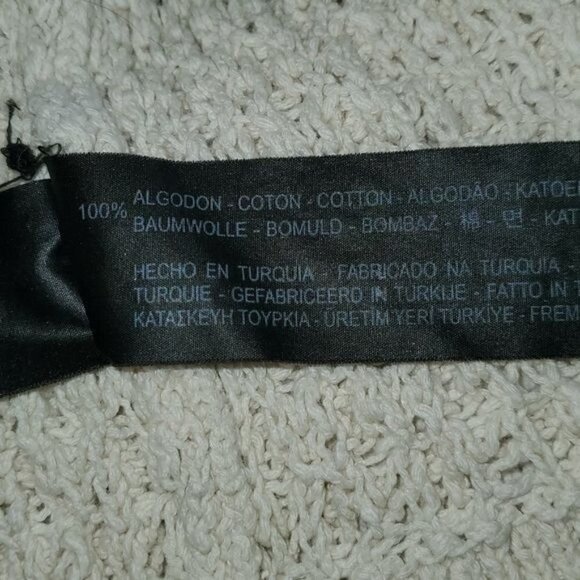 100% ALGODON - COTON - COTTON - ALGODÃO - KATOE
BAUMWOLLE - BOMULD - BOMBAZ - 棉 - 면 - KAT
HECHO EN TURQUIA - FABRICADO NA TURQUIA -
TURQUIE - GEFABRICEERD IN TURKIJE - FATTO IN T
ΚΑΤΑΣΚΕΥΗ ΤΟΥΡΚΙΑ - ÜRETİM YERİ TÜRKİYE - FREM